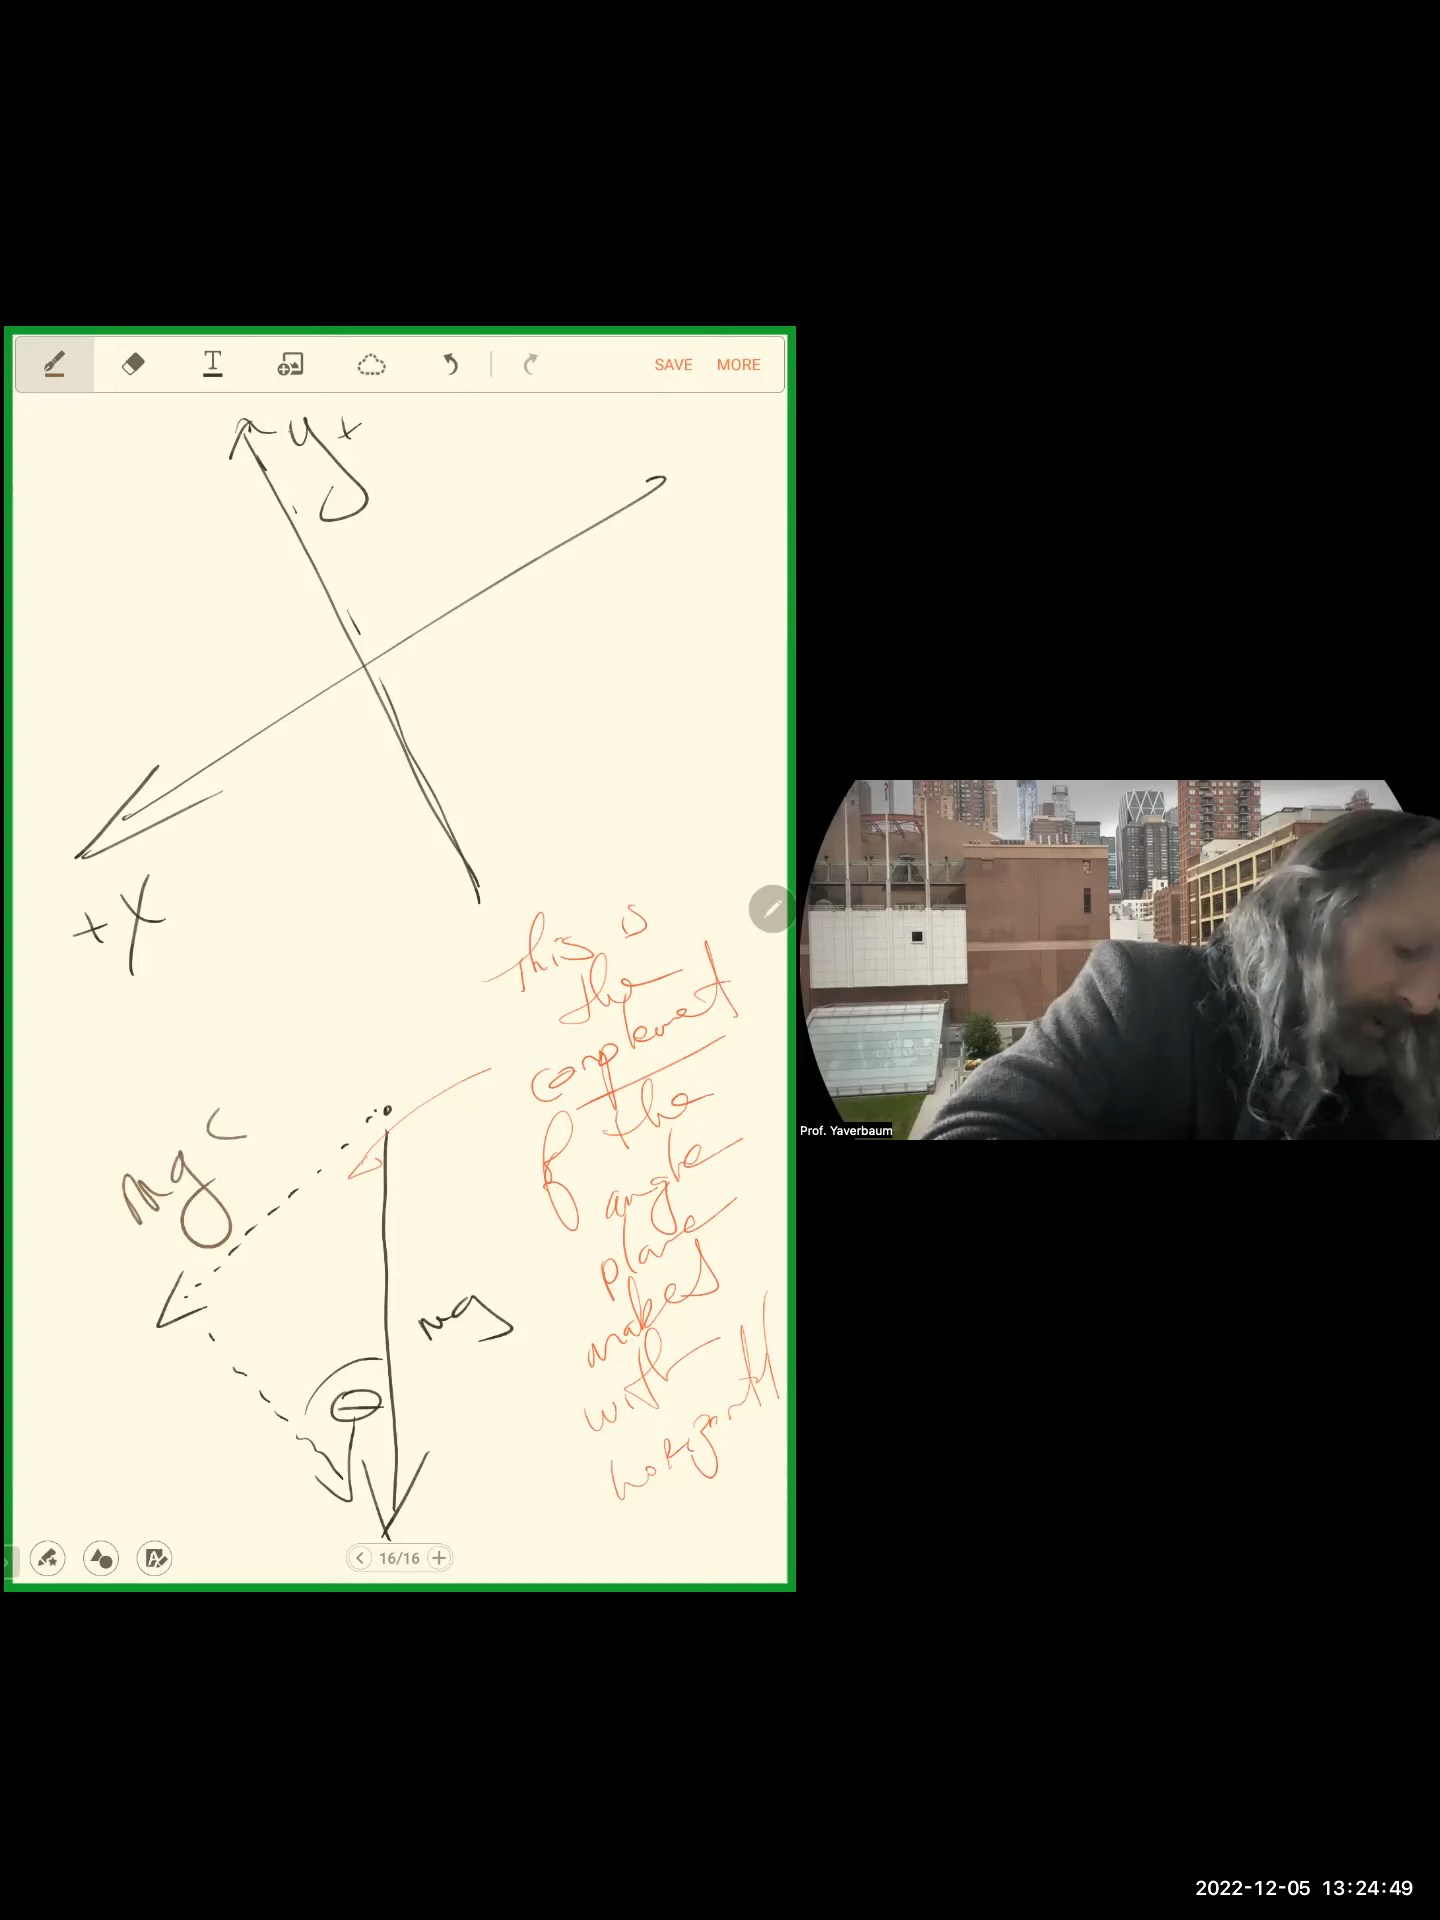 SAVE MORE
y+
+X
This is
the
complement
of the
angle
plane
makes
with
horizontal
mg
mg
θ
16/16
Prof. Yaverbaum
2022-12-05 13:24:49